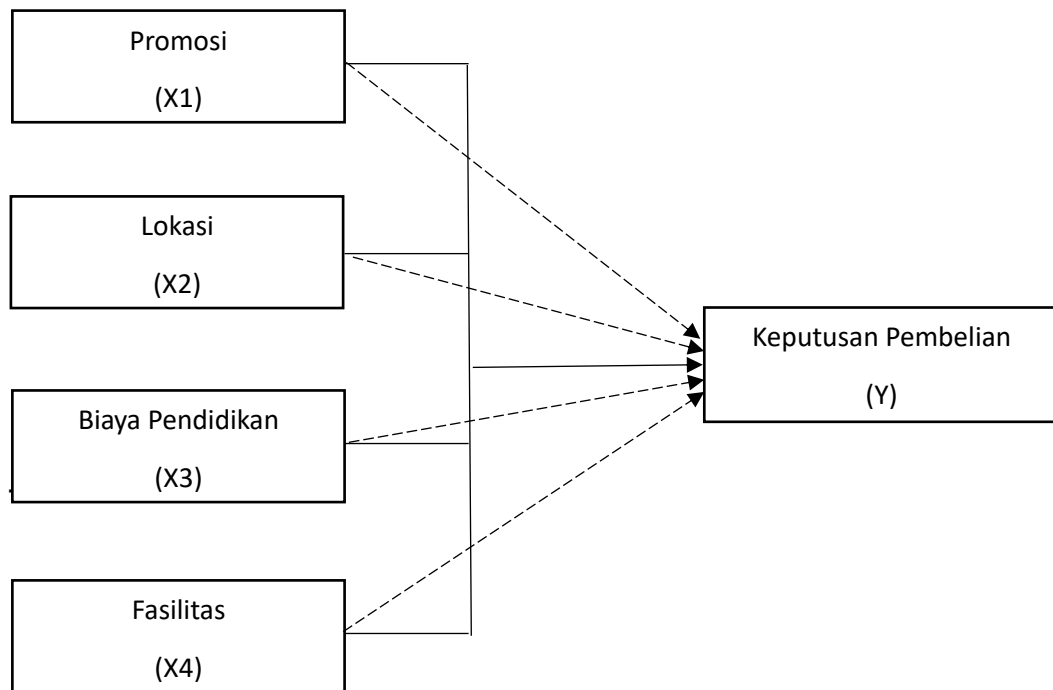 Promosi
(X1)
Lokasi
(X2)
Biaya Pendidikan
(X3)
Fasilitas
(X4)
Keputusan Pembelian
(Y)